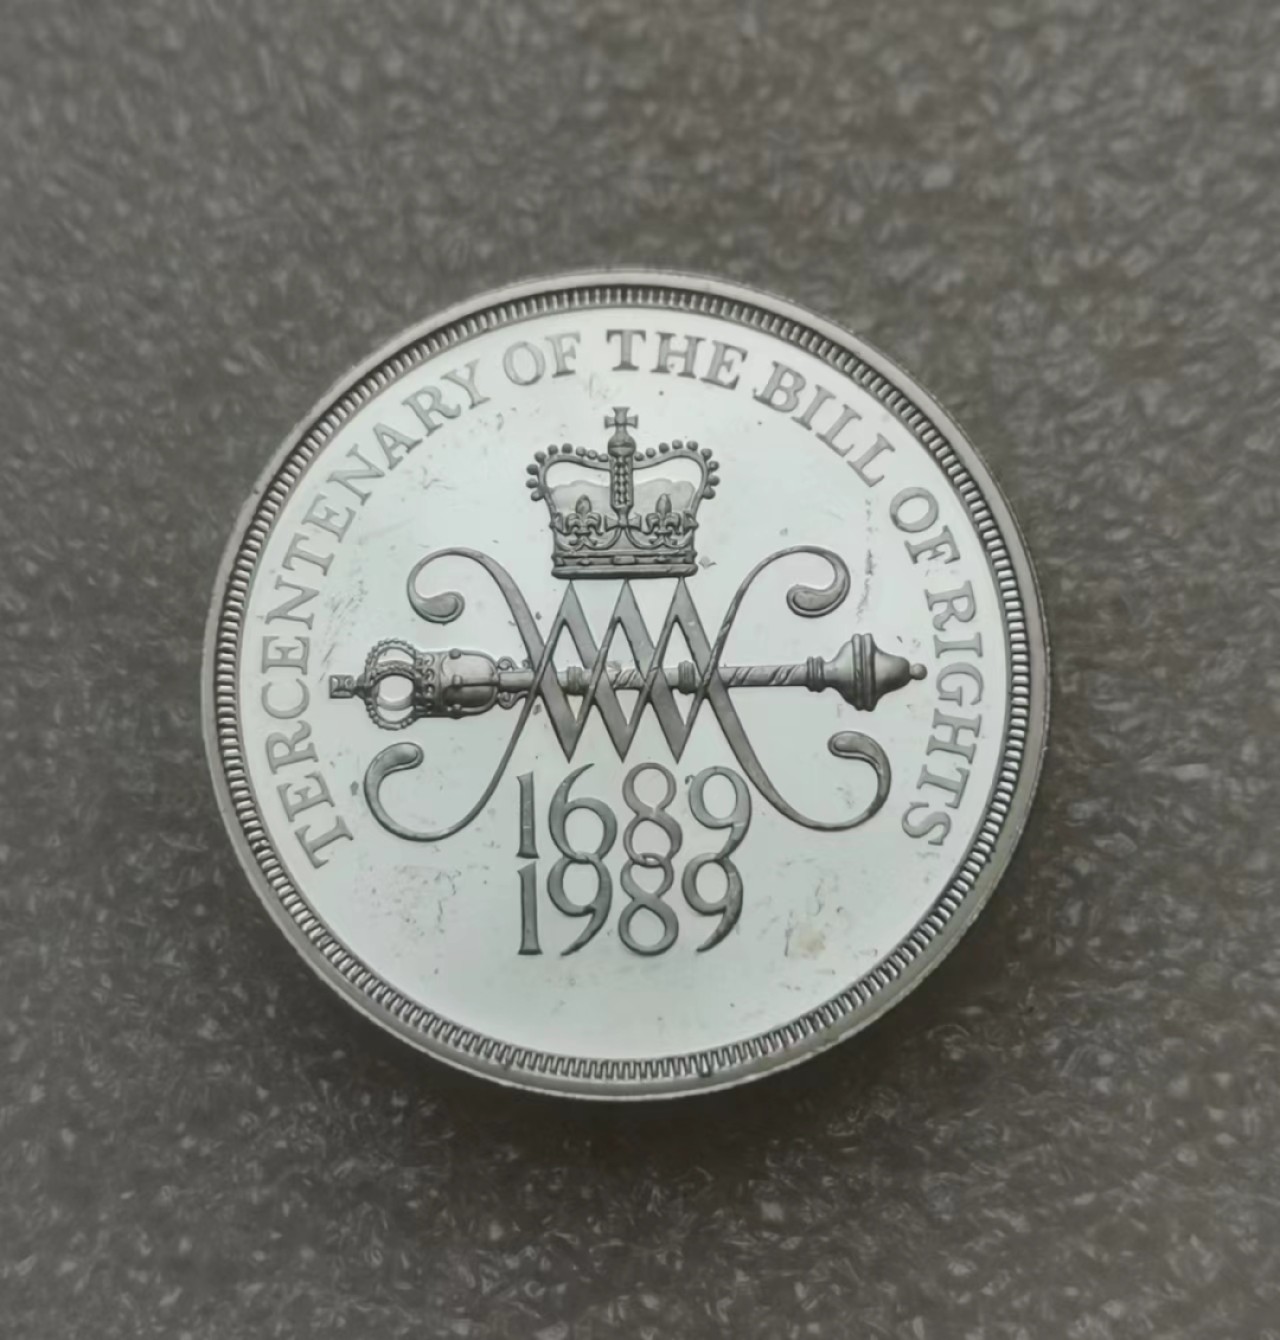 TERCENTENARY OF THE BILL OF RIGHTS
1689
1989